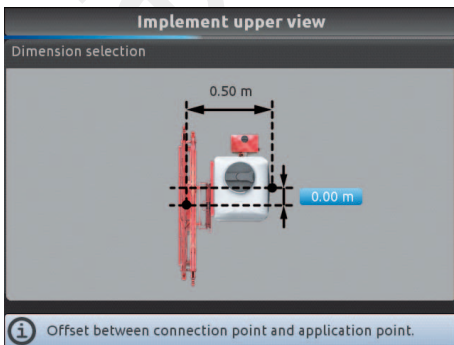 Implement upper view
Dimension selection
0.50 m
0.00 m
Offset between connection point and application point.